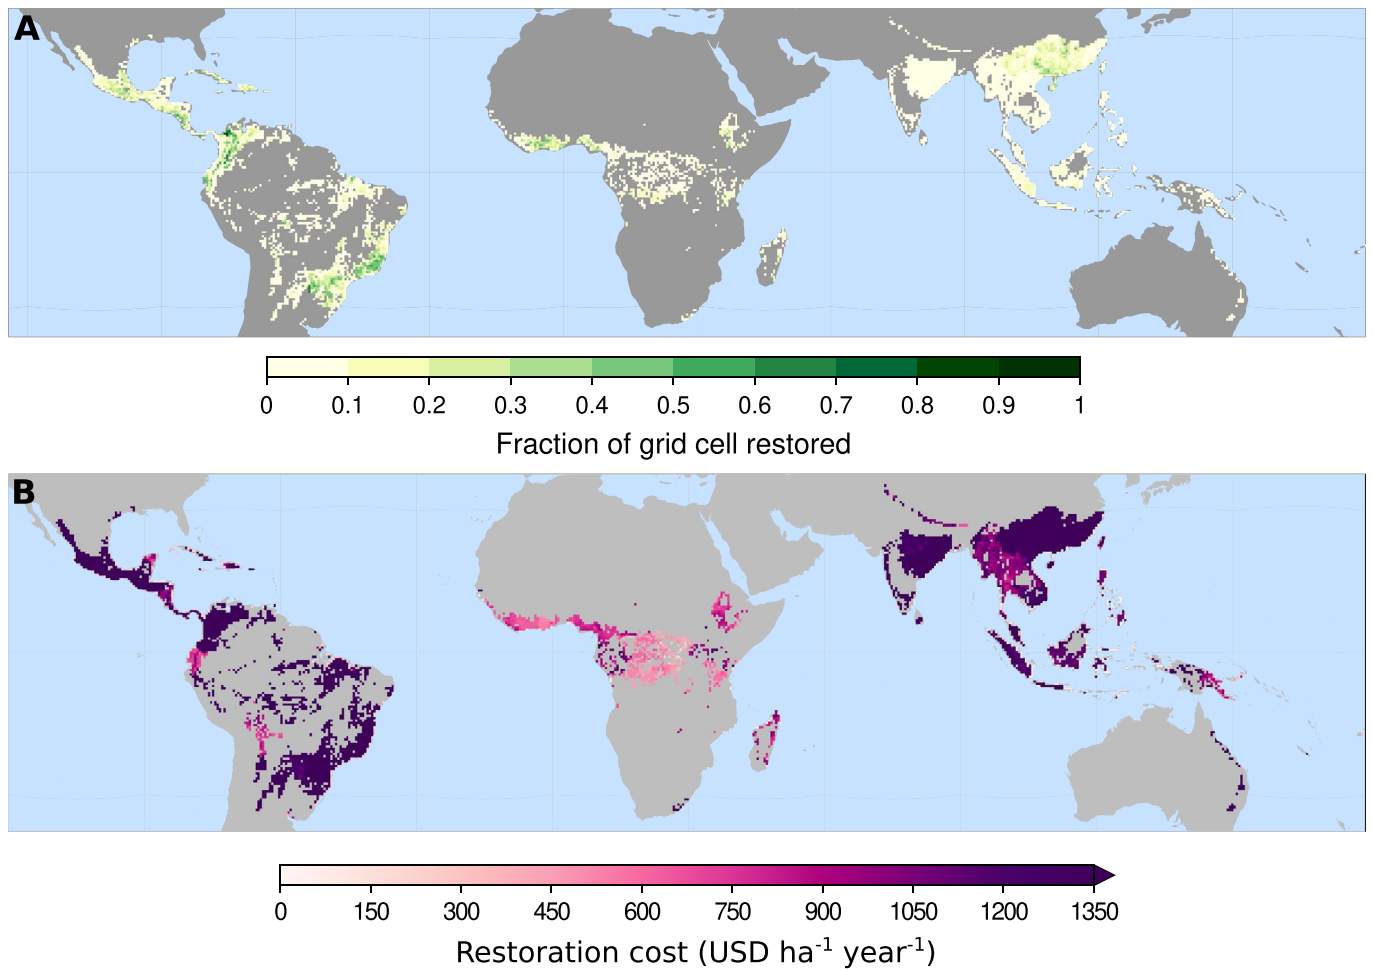 A
0 0.1 0.2 0.3 0.4 0.5 0.6 0.7 0.8 0.9 1
Fraction of grid cell restored
B
0 150 300 450 600 750 900 1050 1200 1350
Restoration cost (USD ha⁻¹ year⁻¹)